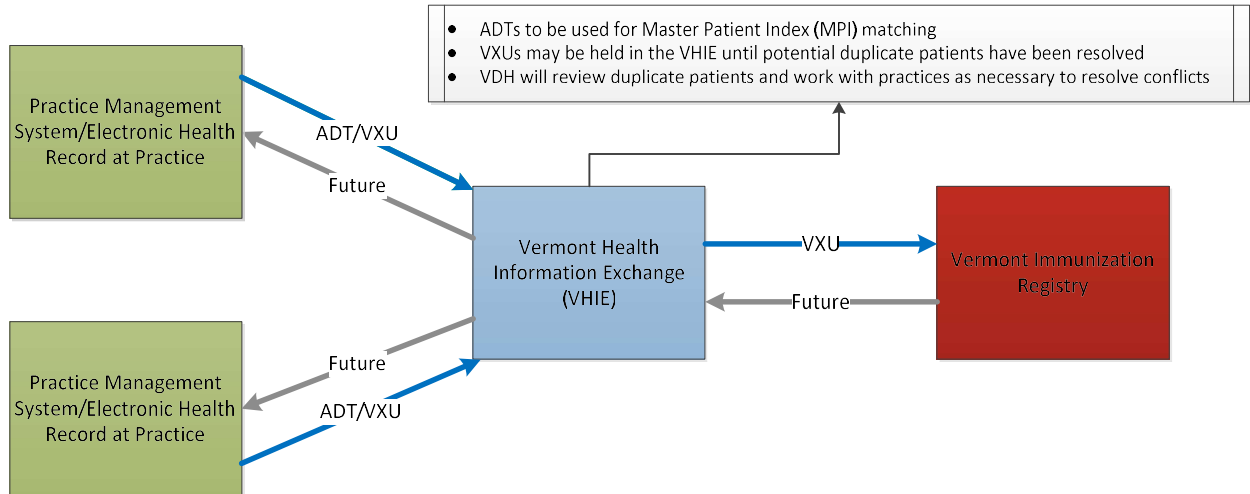 • ADTs to be used for Master Patient Index (MPI) matching
• VXUs may be held in the VHIE until potential duplicate patients have been resolved
• VDH will review duplicate patients and work with practices as necessary to resolve conflicts
Practice Management
System/Electronic Health
Record at Practice
ADT/VXU
Future
Vermont Health
Information Exchange
(VHIE)
VXU
Future
Vermont Immunization
Registry
Future
ADT/VXU
Practice Management
System/Electronic Health
Record at Practice